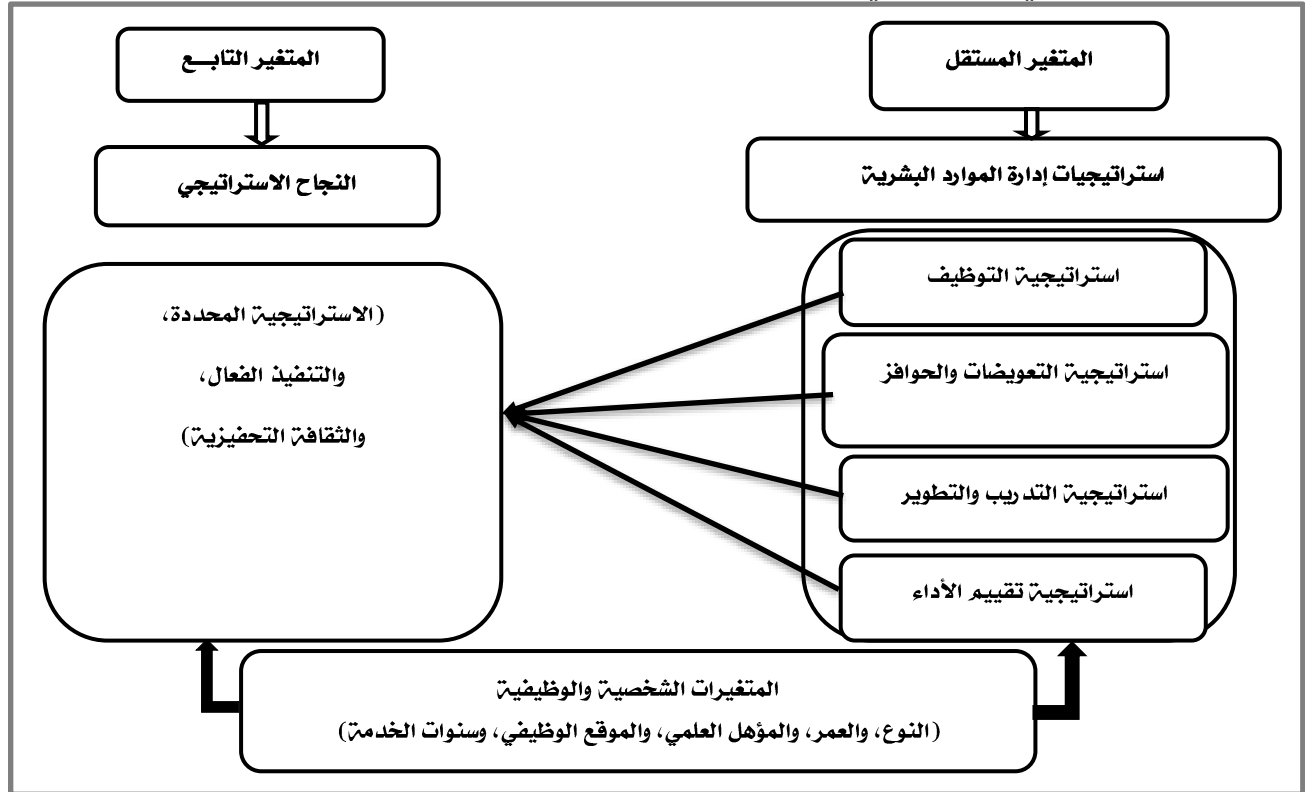 المتغير المستقل
المتغير التابـــع
استراتيجيات إدارة الموارد البشرية
النجاح الاستراتيجي
استراتيجية التوظيف
استراتيجية التعويضات والحوافز
استراتيجية التدريب والتطوير
استراتيجية تقييم الأداء
(الاستراتيجية المحددة،
والتنفيذ الفعال،
والثقافة التحفيزية)
المتغيرات الشخصية والوظيفية
(النوع، والعمر، والمؤهل العلمي، والموقع الوظيفي، وسنوات الخدمة)